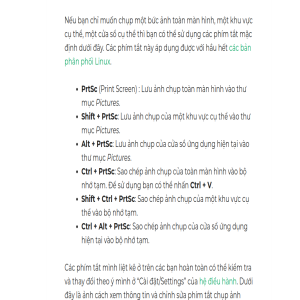 Nếu bạn chỉ muốn chụp một bức ảnh toàn màn hình, một khu vực
cụ thể, một cửa sổ cụ thể thì bạn có thể sử dụng các phím tắt mặc
định dưới đây. Các phím tắt này áp dụng được với hầu hết các bản
phân phối Linux.
PrtSc (Print Screen) : Lưu ảnh chụp toàn màn hình vào thư
mục Pictures.
Shift + PrtSc: Lưu ảnh chụp của một khu vực cụ thể vào thư
mục Pictures.
Alt + PrtSc: Lưu ảnh chụp của cửa sổ ứng dụng hiện tại vào
thư mục Pictures.
Ctrl + PrtSc: Sao chép ảnh chụp của toàn màn hình vào bộ
nhớ tạm. Để sử dụng bạn có thể nhấn Ctrl + V.
Shift + Ctrl + PrtSc: Sao chép ảnh chụp của một khu vực cụ
thể vào bộ nhớ tạm.
Ctrl + Alt + PrtSc: Sao chép ảnh chụp của cửa sổ ứng dụng
hiện tại vào bộ nhớ tạm.
Các phím tắt mình liệt kê ở trên các bạn hoàn toàn có thể kiểm tra
và thay đổi theo ý mình ở "Cài đặt/Settings" của hệ điều hành. Dưới
đây là ảnh cách xem thông tin và chỉnh sửa phím tắt chụp ảnh